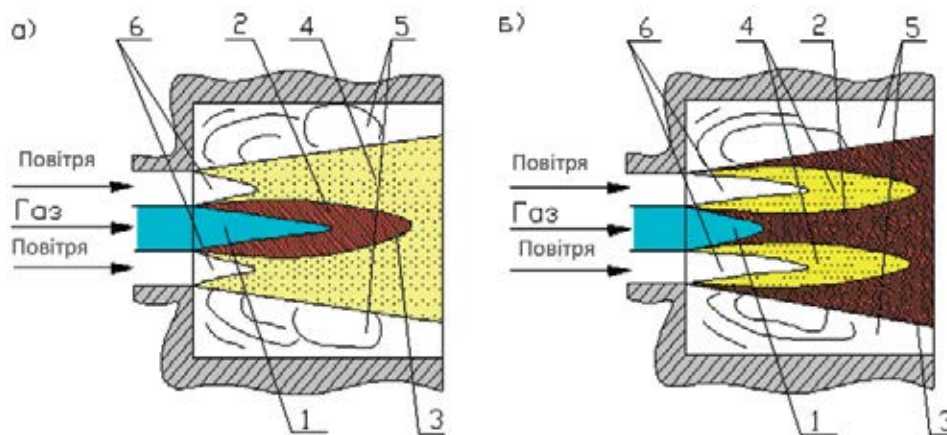 а)
6 2 4 5
Повітря
Газ
Повітря
1 3
б)
6 4 2 5
Повітря
Газ
Повітря
1 3